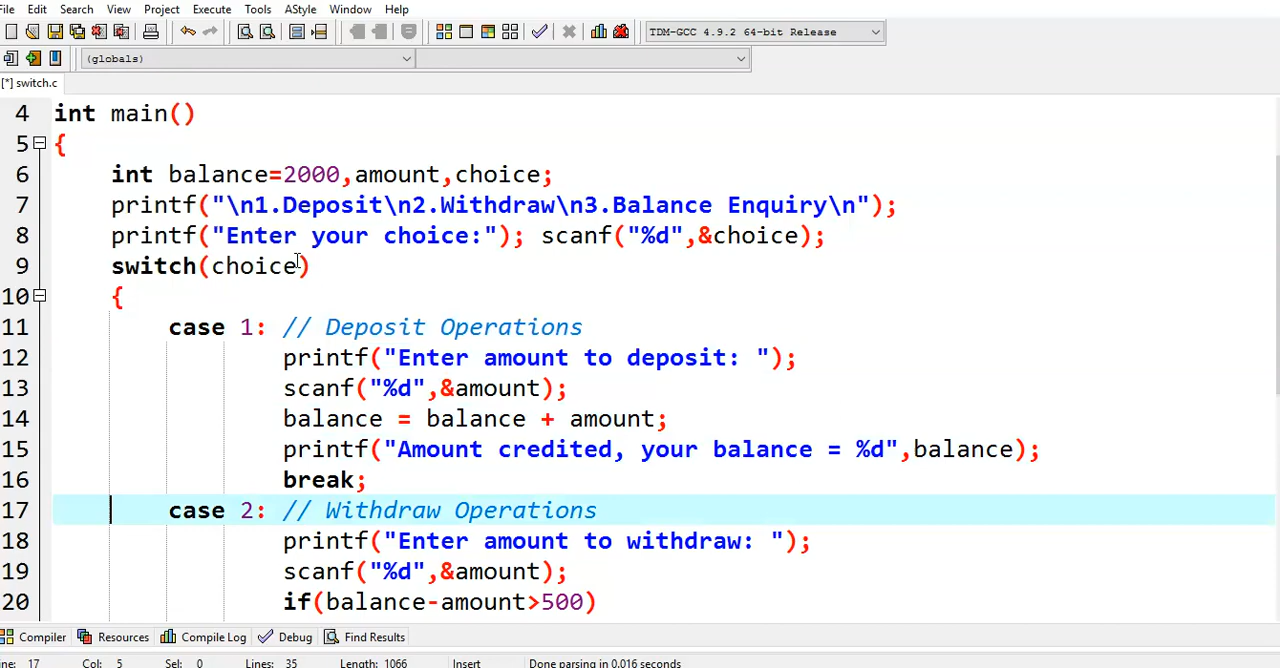 File Edit Search View Project Execute Tools AStyle Window Help
TDM-GCC 4.9.2 64-bit Release
(globals)
[*] switch.c
4 int main()
5 {
6 int balance=2000,amount,choice;
7 printf("\n1.Deposit\n2.Withdraw\n3.Balance Enquiry\n");
8 printf("Enter your choice:"); scanf("%d",&choice);
9 switch(choice)
10 {
11 case 1: // Deposit Operations
12 printf("Enter amount to deposit: ");
13 scanf("%d",&amount);
14 balance = balance + amount;
15 printf("Amount credited, your balance = %d",balance);
16 break;
17 case 2: // Withdraw Operations
18 printf("Enter amount to withdraw: ");
19 scanf("%d",&amount);
20 if(balance-amount>500)
Compiler Resources Compile Log Debug Find Results
ine: 17 Col: 5 Sel: 0 Lines: 35 Length: 1066 Insert Done parsing in 0.016 seconds